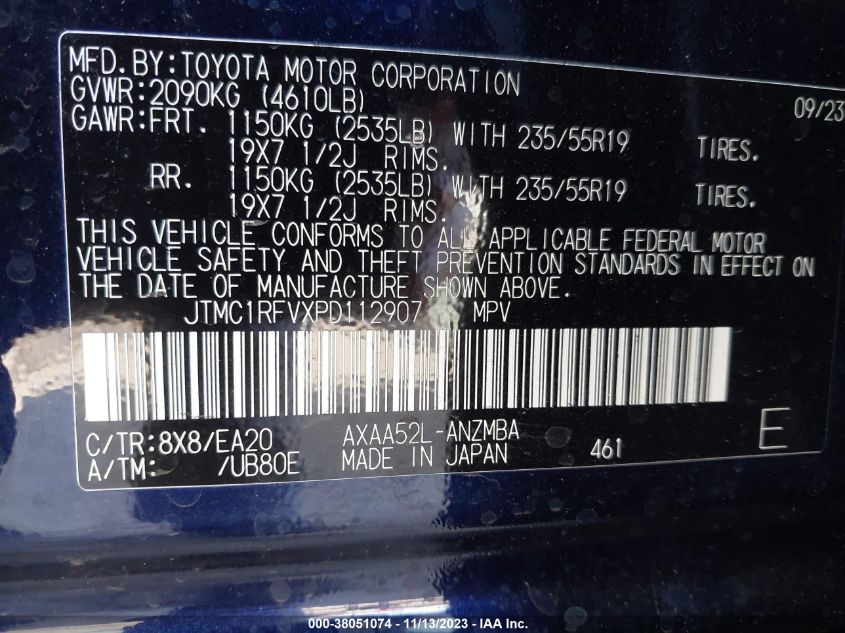 MFD.BY:TOYOTA MOTOR CORPORATION 09/23
GVWR:2090KG (4610LB)
GAWR:FRT. 1150KG (2535LB) WITH 235/55R19 TIRES.
19X7 1/2J RIMS.
RR. 1150KG (2535LB) WITH 235/55R19 TIRES.
19X7 1/2J RIMS.
THIS VEHICLE CONFORMS TO ALL APPLICABLE FEDERAL MOTOR
VEHICLE SAFETY AND THEFT PREVENTION STANDARDS IN EFFECT ON
THE DATE OF MANUFACTURE SHOWN ABOVE.
JTMC1RFVXPD112907 MPV
C/TR:8X8/EA20 AXAA52L-ANZMBA E
A/TM: /UB80E MADE IN JAPAN 461
000-38051074 - 11/13/2023 - IAA Inc.